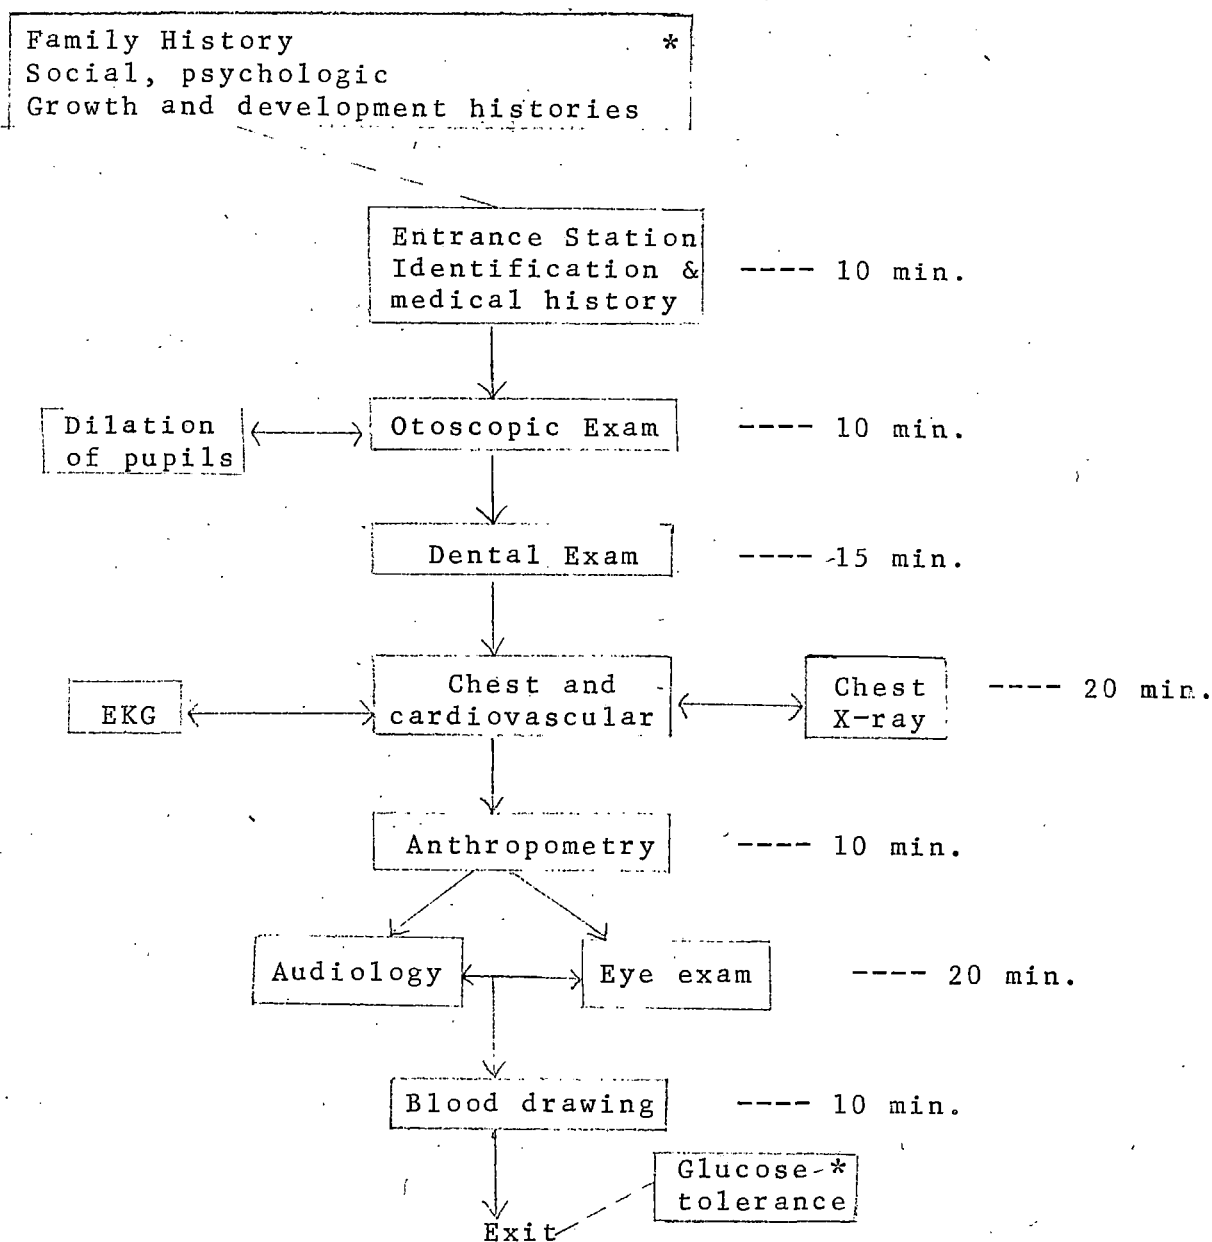 Family History *
Social, psychologic
Growth and development histories
Entrance Station
Identification &
medical history
---- 10 min.
Dilation
of pupils
Otoscopic Exam
---- 10 min.
Dental Exam
---- 15 min.
EKG
Chest and
cardiovascular
Chest
X-ray
---- 20 min.
Anthropometry
---- 10 min.
Audiology
Eye exam
---- 20 min.
Blood drawing
---- 10 min.
Glucose- *
tolerance
Exit